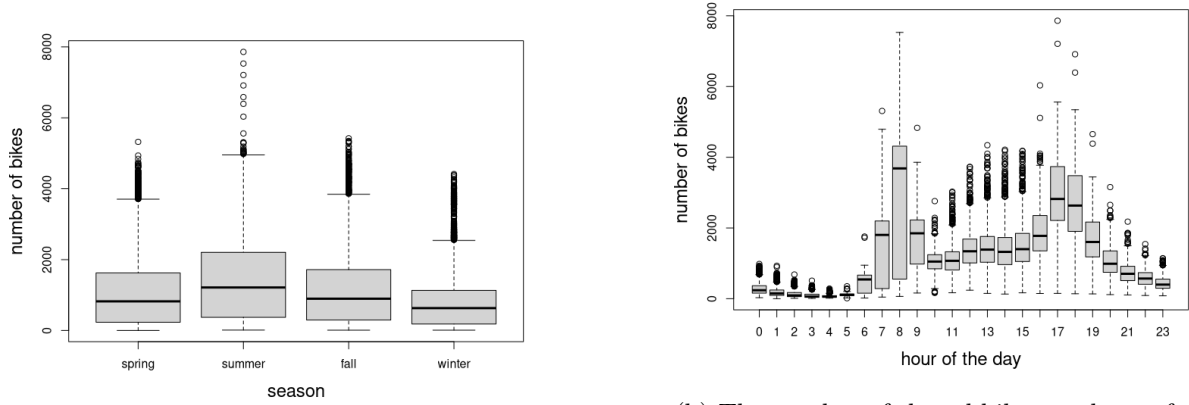 number of bikes
8000
6000
4000
2000
0
spring summer fall winter
season
number of bikes
8000
6000
4000
2000
0
0 1 2 3 4 5 6 7 8 9 11 13 15 17 19 21 23
hour of the day